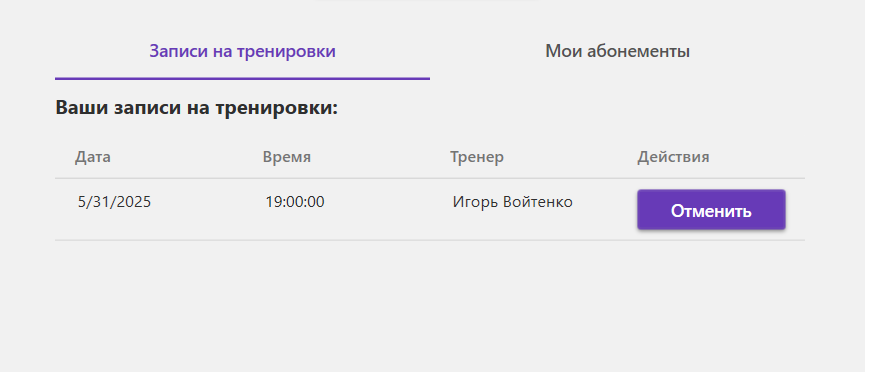 Записи на тренировки Мои абонементы
Ваши записи на тренировки:
Дата Время Тренер Действия
5/31/2025 19:00:00 Игорь Войтенко Отменить